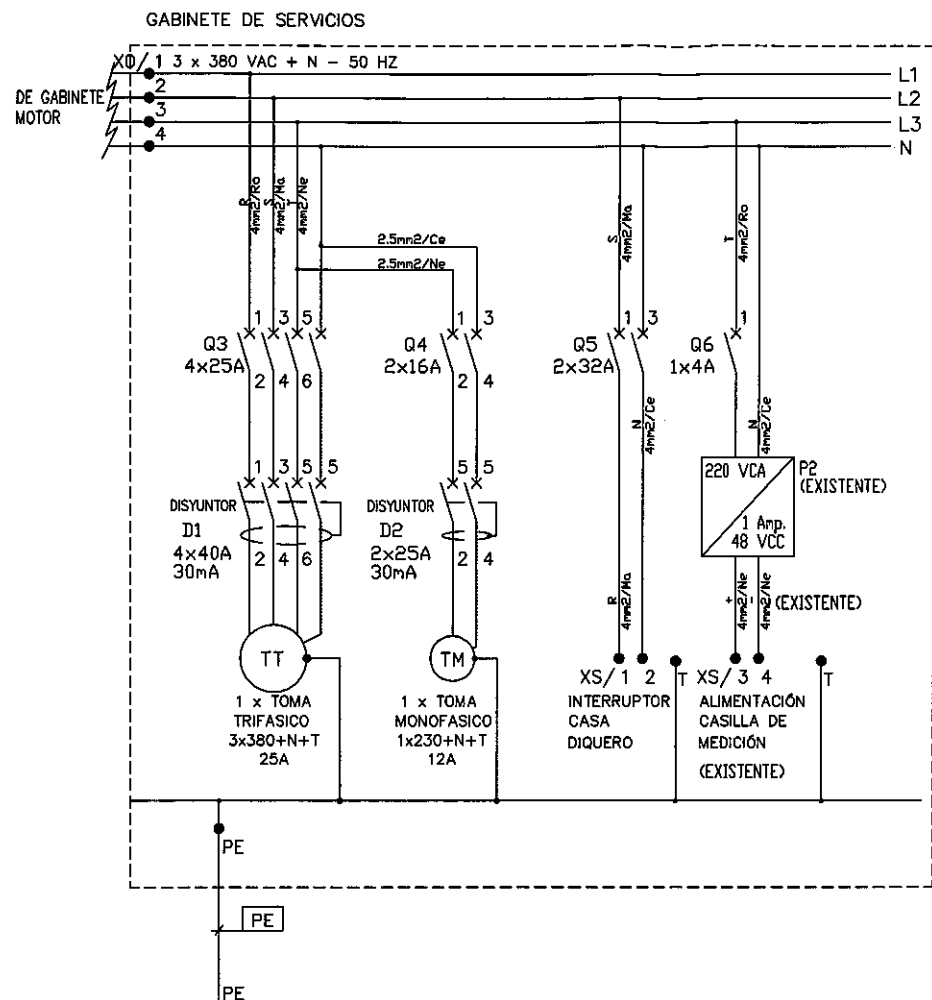 GABINETE DE SERVICIOS
XD/ 1 3 x 380 VAC + N - 50 HZ
L1
2
L2
DE GABINETE
MOTOR
3
L3
4
N
R
4mm2/Ro
S
4mm2/Ma
T
4mm2/Ne
2.5mm2/Ce
2.5mm2/Ne
S
4mm2/Ma
T
4mm2/Ro
1 3 5
Q3
4x25A
2 4 6
1 3
Q4
2x16A
2 4
1 3
Q5
2x32A
N
4mm2/Ce
1
Q6
1x4A
N
4mm2/Ce
1 3 5 5
DISYUNTOR
D1
4x40A
30mA
2 4 6
5 5
DISYUNTOR
D2
2x25A
30mA
2 4
220 VCA
1 Amp.
48 VCC
P2
(EXISTENTE)
R
4mm2/Ma
+
4mm2/Ne
-
4mm2/Ne
(EXISTENTE)
TT
1 x TOMA
TRIFASICO
3x380+N+T
25A
TM
1 x TOMA
MONOFASICO
1x230+N+T
12A
XS/ 1 2 T
INTERRUPTOR
CASA
DIQUERO
XS/ 3 4 T
ALIMENTACIÓN
CASILLA DE
MEDICIÓN
(EXISTENTE)
PE
PE
PE